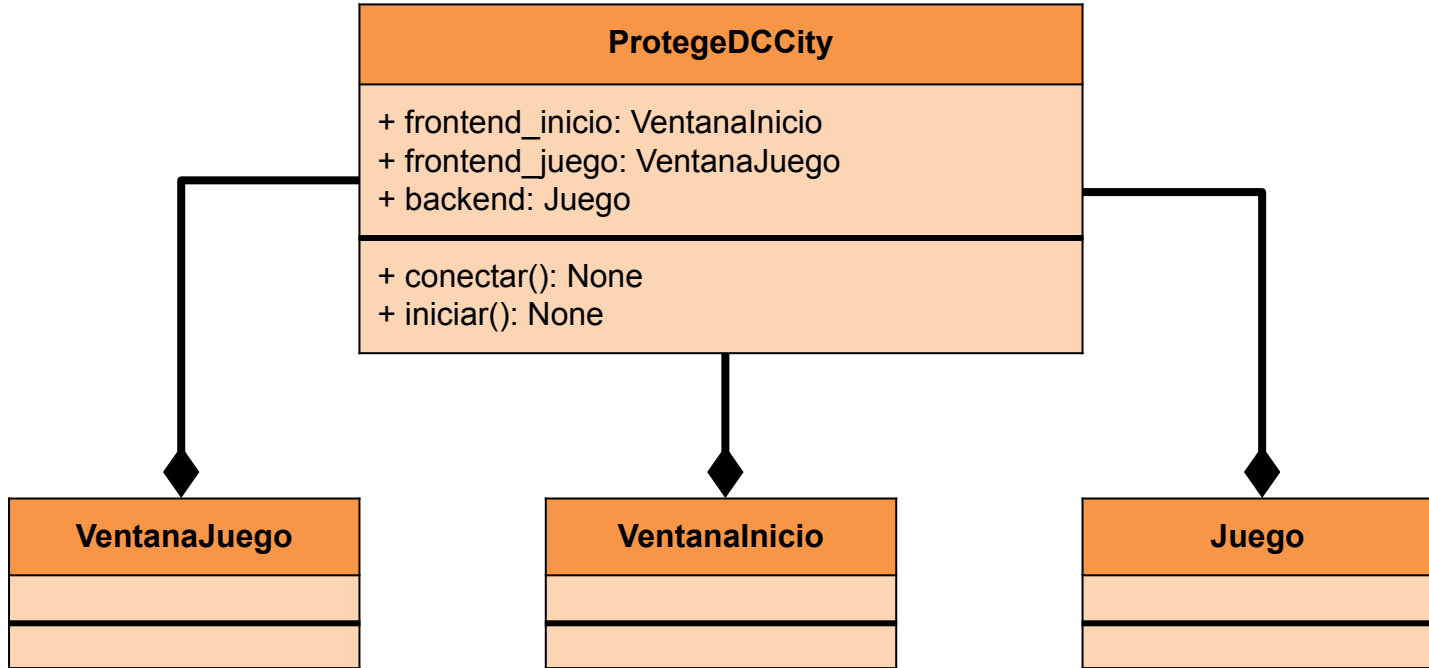 ProtegeDCCity
+ frontend_inicio: VentanaInicio
+ frontend_juego: VentanaJuego
+ backend: Juego
+ conectar(): None
+ iniciar(): None
VentanaJuego
VentanaInicio
Juego